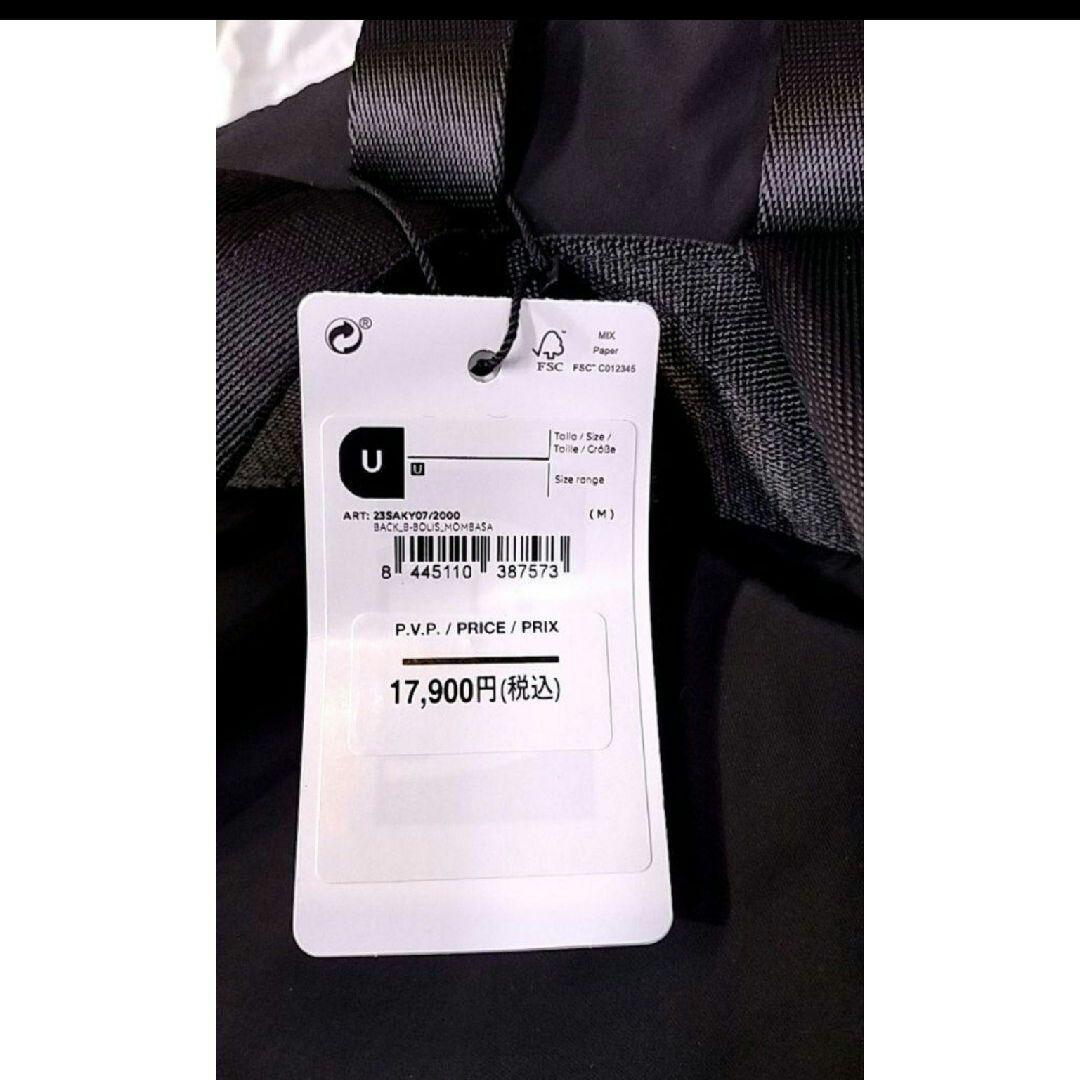 ®
MIX
Paper
FSC™ C012345
FSC
U
U
Talla / Size /
Taille / Größe
Size range
ART: 23SAKY07/2000
(M)
BACK_B-BOLIS_MOMBASA
8 445110 387573
P.V.P. / PRICE / PRIX
17,900円(税込)